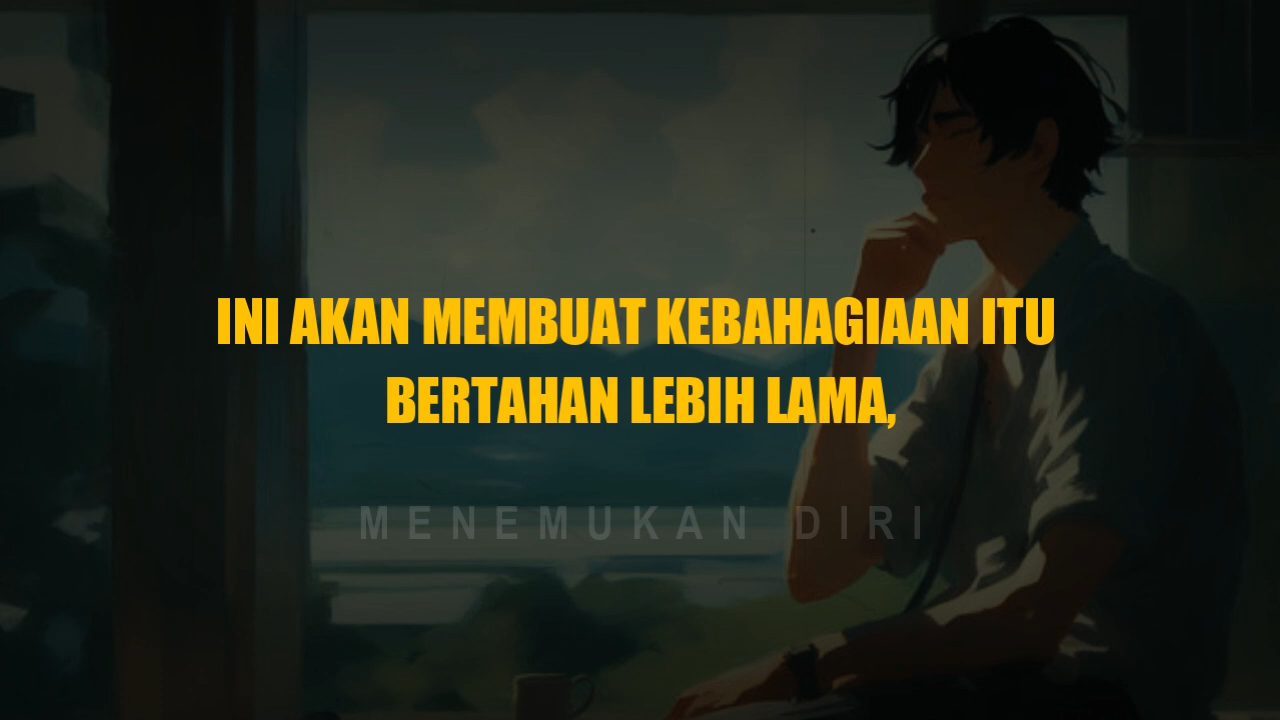 INI AKAN MEMBUAT KEBAHAGIAAN ITU
BERTAHAN LEBIH LAMA,
MENEMUKAN DIRI